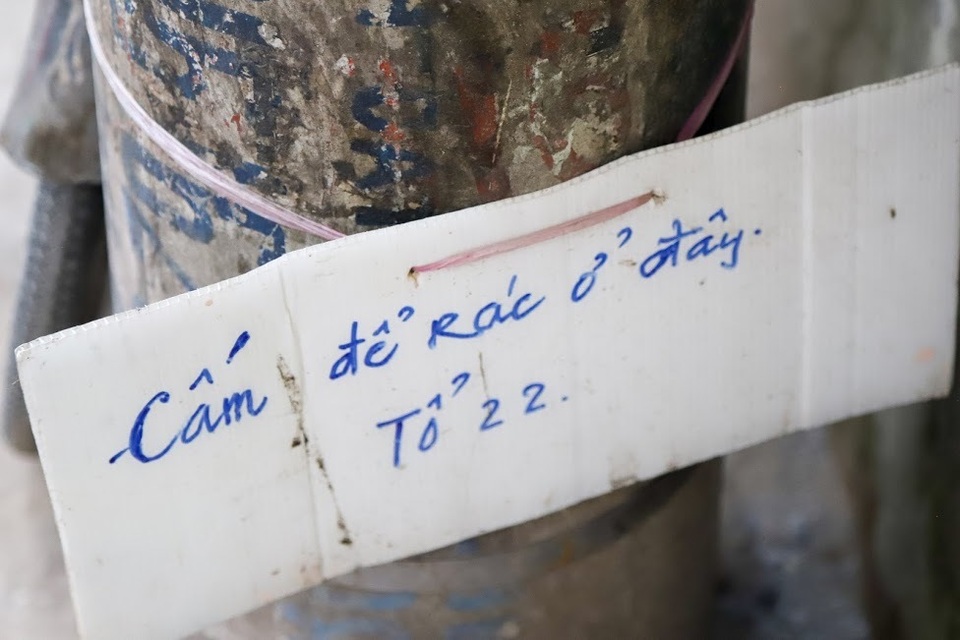 Cấm để Rác ở đây.
Tổ 22.